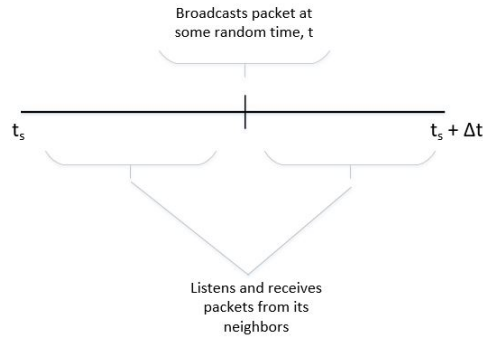 Broadcasts packet at
some random time, t
tₛ
tₛ + Δt
Listens and receives
packets from its
neighbors